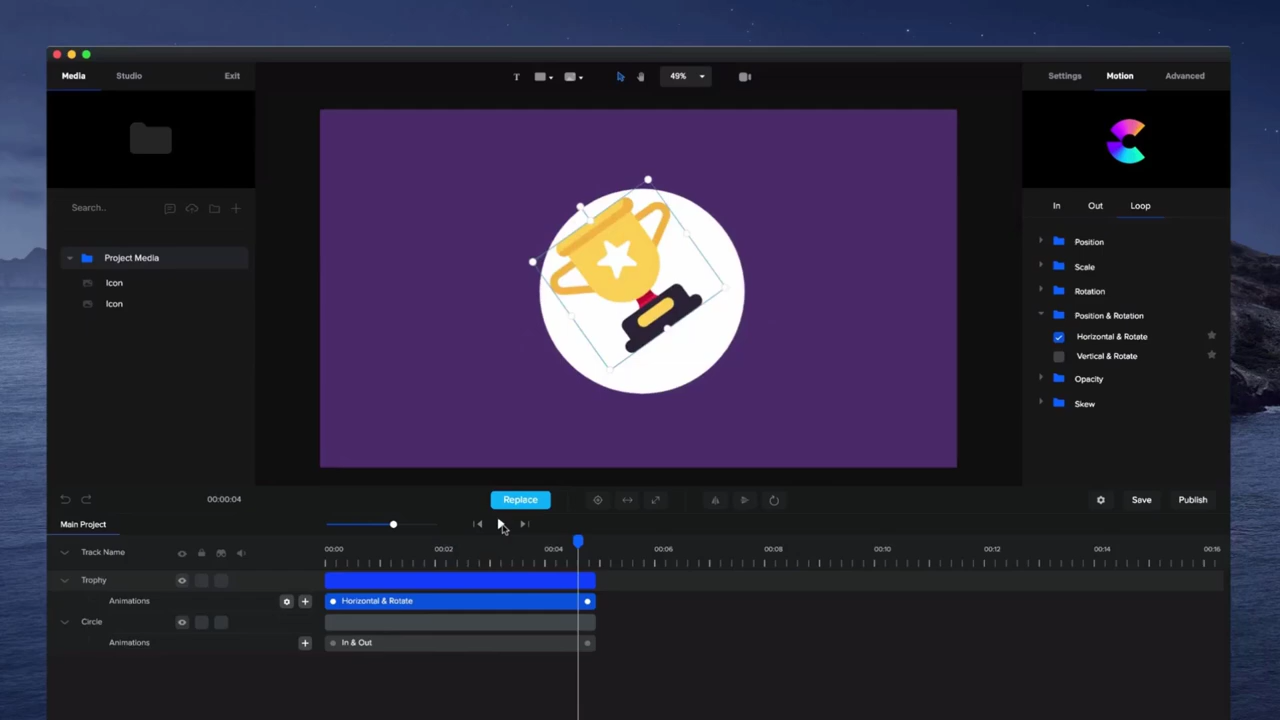 Media Studio Exit
T
49%
Settings Motion Advanced
Search..
In Out Loop
Project Media
Icon
Icon
Position
Scale
Rotation
Position & Rotation
Horizontal & Rotate
Vertical & Rotate
Opacity
Skew
00:00:04
Replace
Save
Publish
Main Project
Track Name
00:00 00:02 00:04 00:06 00:08 00:10 00:12 00:14 00:16
Trophy
Animations
Horizontal & Rotate
Circle
Animations
In & Out